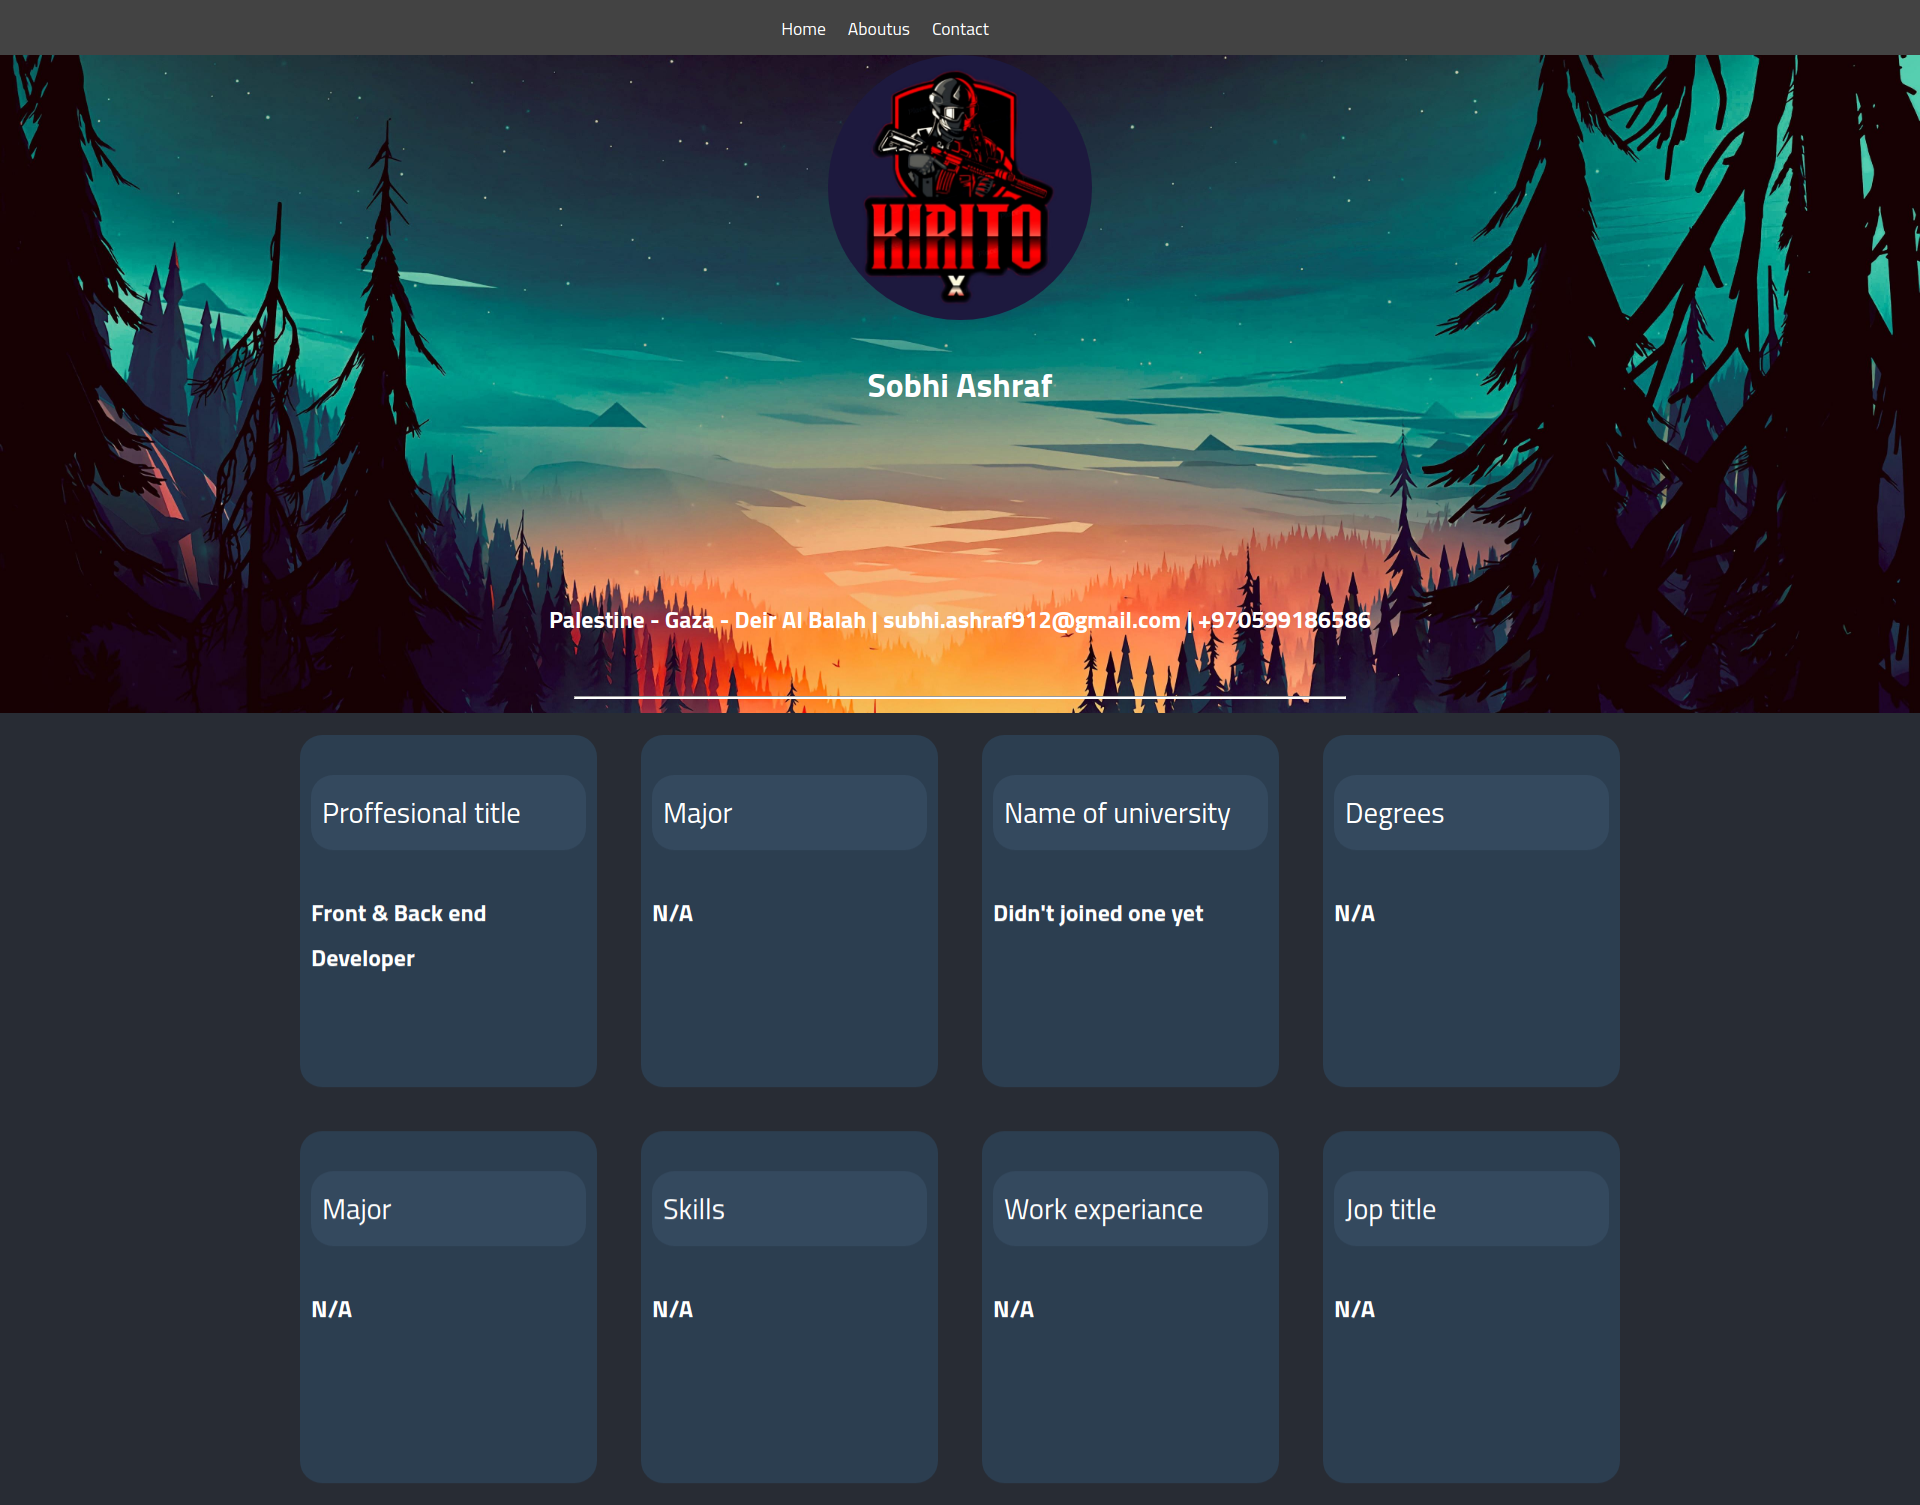 Home Aboutus Contact
KIRITO
X
Sobhi Ashraf
Palestine - Gaza - Deir Al Balah | subhi.ashraf912@gmail.com | +970599186586
Proffesional title
Front & Back end
Developer
Major
N/A
Name of university
Didn't joined one yet
Degrees
N/A
Major
N/A
Skills
N/A
Work experiance
N/A
Jop title
N/A